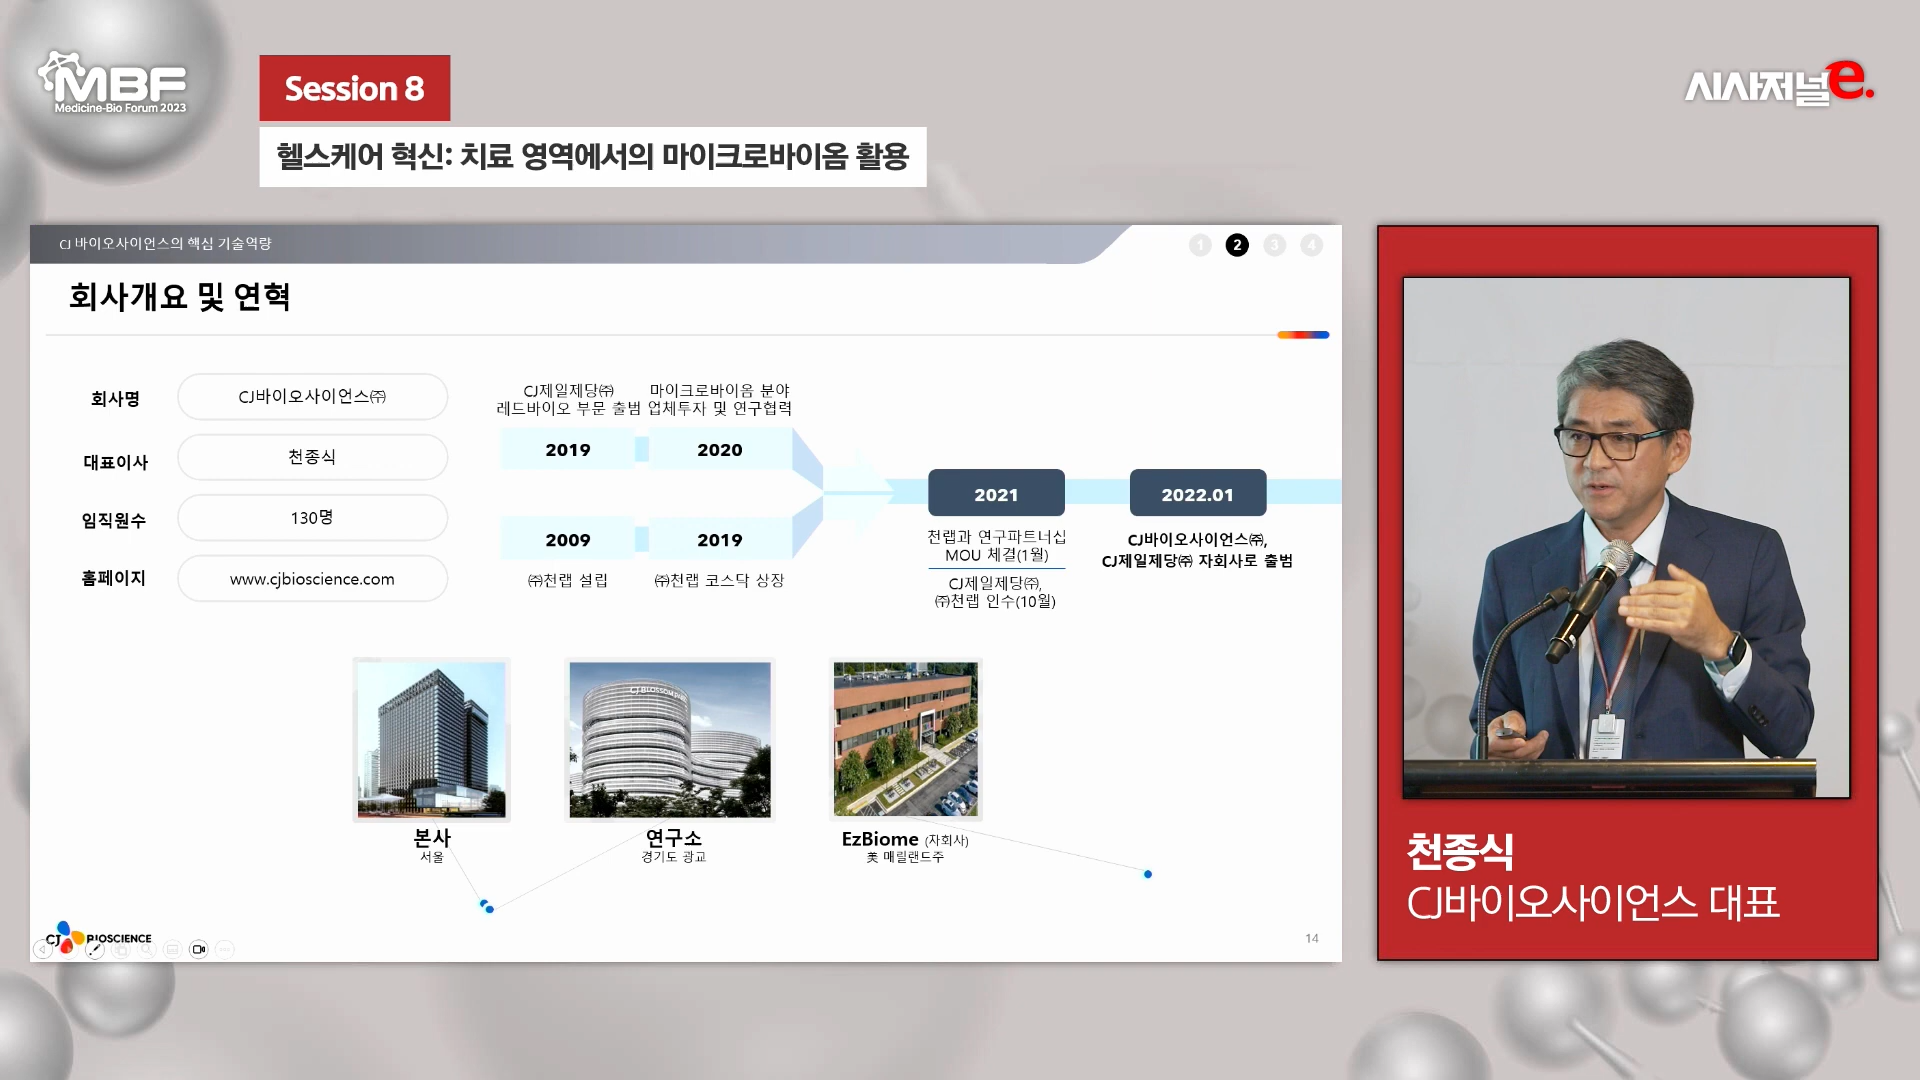 MBF
Medicine-Bio Forum 2023
Session 8
헬스케어 혁신: 치료 영역에서의 마이크로바이옴 활용
시사저널e.
CJ 바이오사이언스의 핵심 기술역량
1 2 3 4
회사개요 및 연혁
회사명
CJ바이오사이언스㈜
대표이사
천종식
임직원수
130명
홈페이지
www.cjbioscience.com
CJ제일제당㈜
레드바이오 부문 출범
마이크로바이옴 분야
업체투자 및 연구협력
2019
2020
2009
2019
㈜천랩 설립
㈜천랩 코스닥 상장
2021
천랩과 연구파트너십
MOU 체결(1월)
CJ제일제당㈜,
㈜천랩 인수(10월)
2022.01
CJ바이오사이언스㈜,
CJ제일제당㈜ 자회사로 출범
CJ BLOSSOM PARK
본사
서울
연구소
경기도 광교
EzBiome (자회사)
美 매릴랜드주
CJ BIOSCIENCE
14
천종식
CJ바이오사이언스 대표